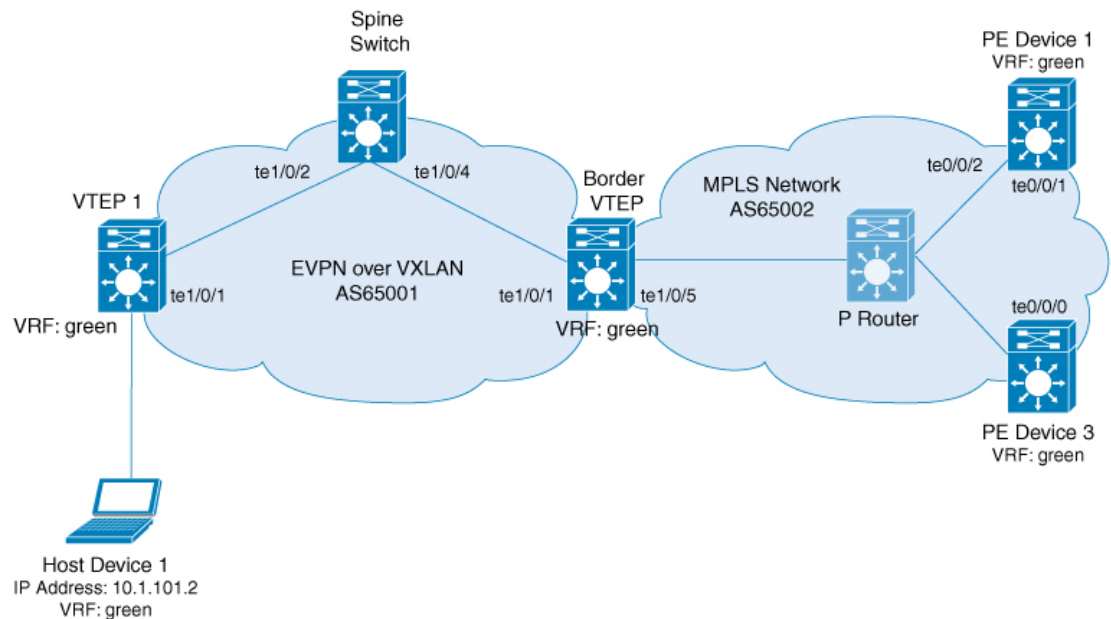 Spine
Switch
PE Device 1
VRF: green
te1/0/2
te1/0/4
te0/0/2
te0/0/1
VTEP 1
Border
VTEP
MPLS Network
AS65002
EVPN over VXLAN
AS65001
te1/0/1
te1/0/1
te1/0/5
VRF: green
VRF: green
P Router
te0/0/0
PE Device 3
VRF: green
Host Device 1
IP Address: 10.1.101.2
VRF: green